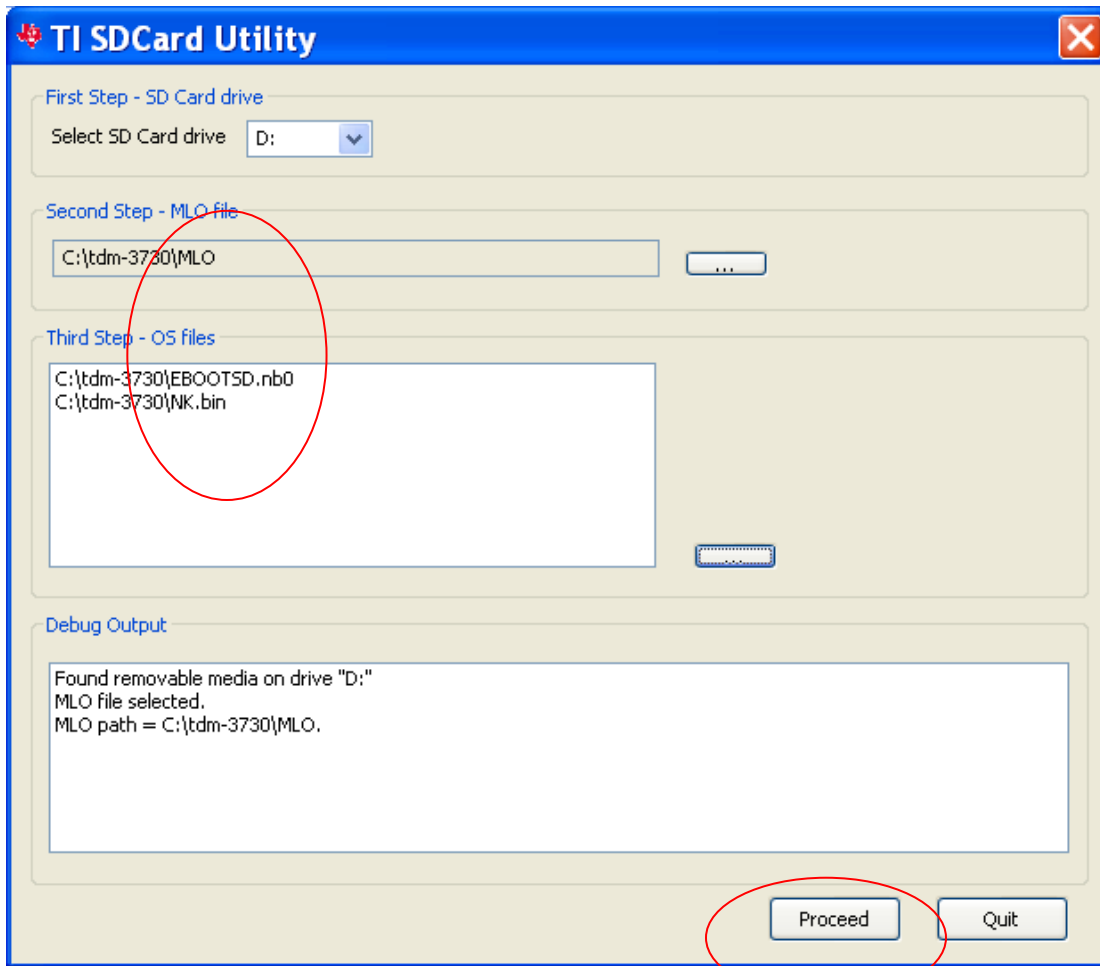 TI SDCard Utility
First Step - SD Card drive
Select SD Card drive D:
Second Step - MLO file
C:\tdm-3730\MLO
...
Third Step - OS files
C:\tdm-3730\EBOOTSD.nb0
C:\tdm-3730\NK.bin
...
Debug Output
Found removable media on drive "D:"
MLO file selected.
MLO path = C:\tdm-3730\MLO.
Proceed Quit